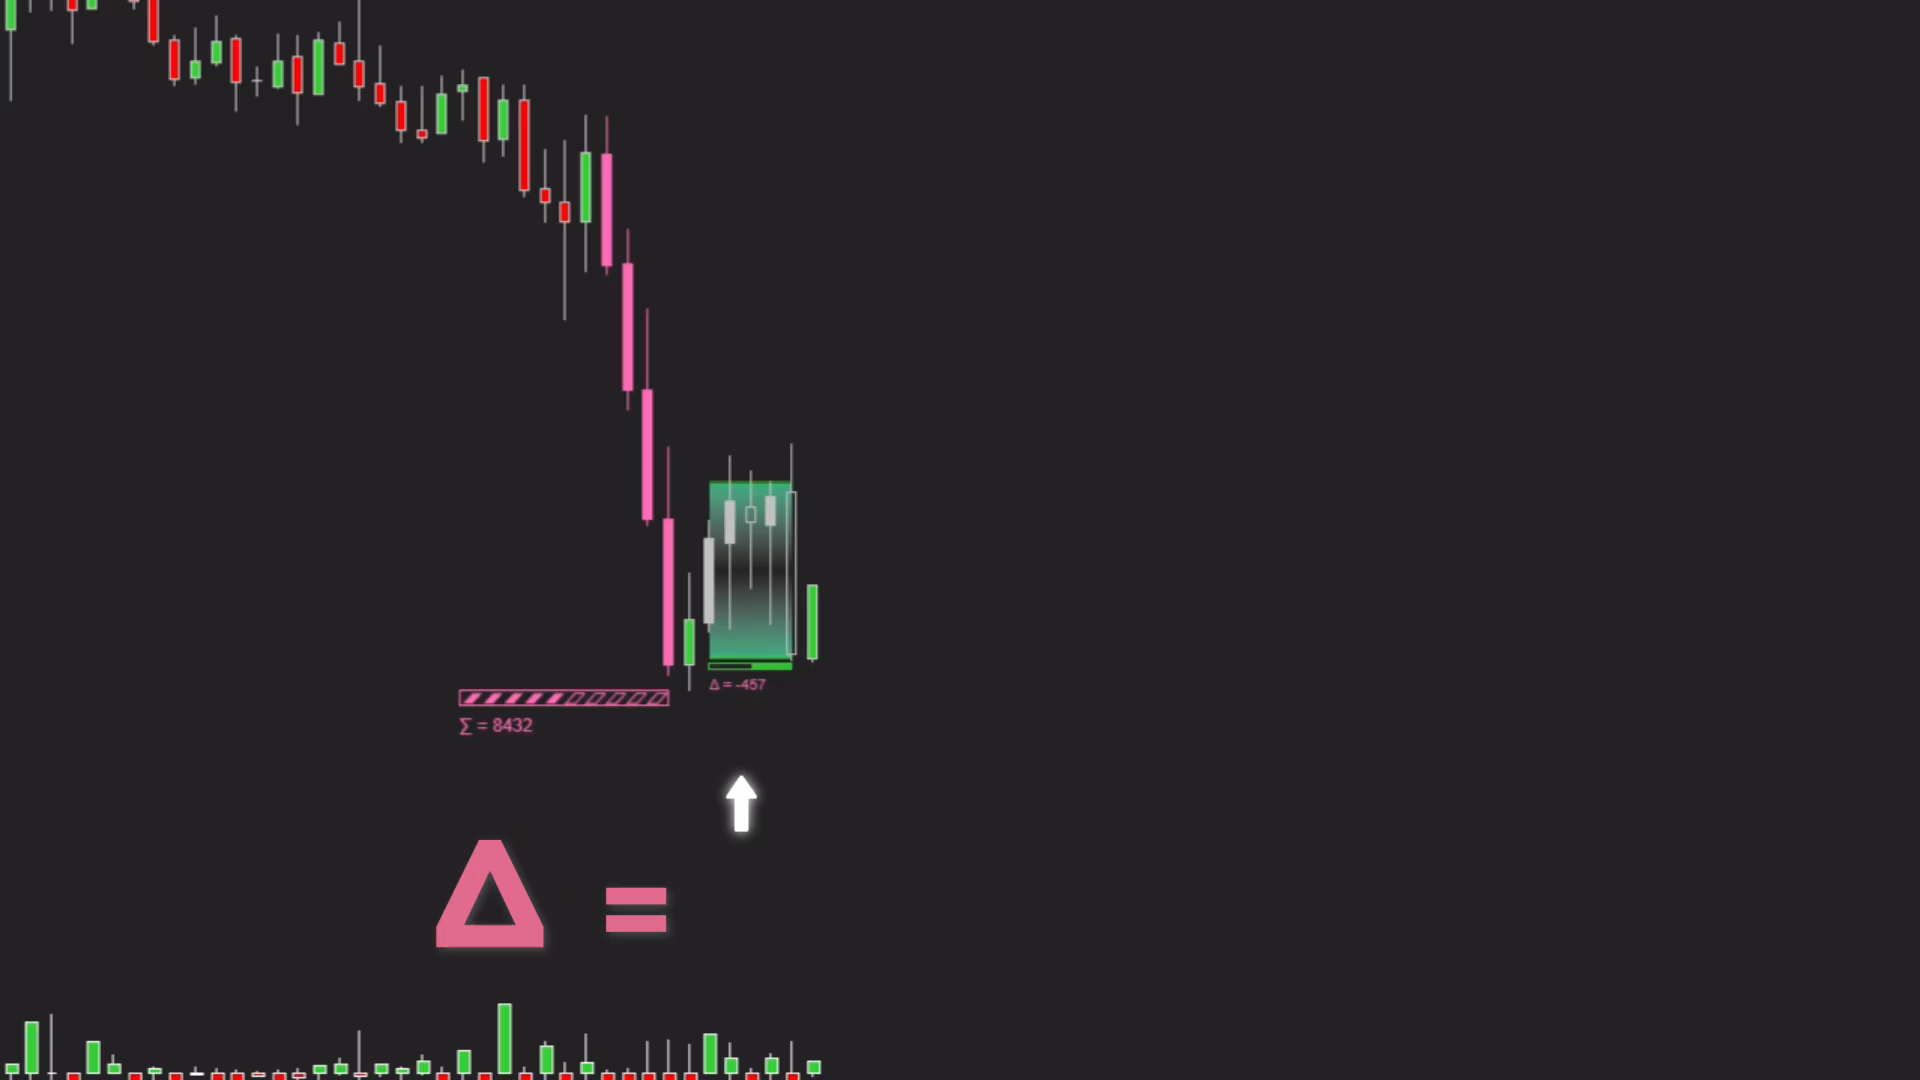 Δ = -457
∑ = 8432
Δ =